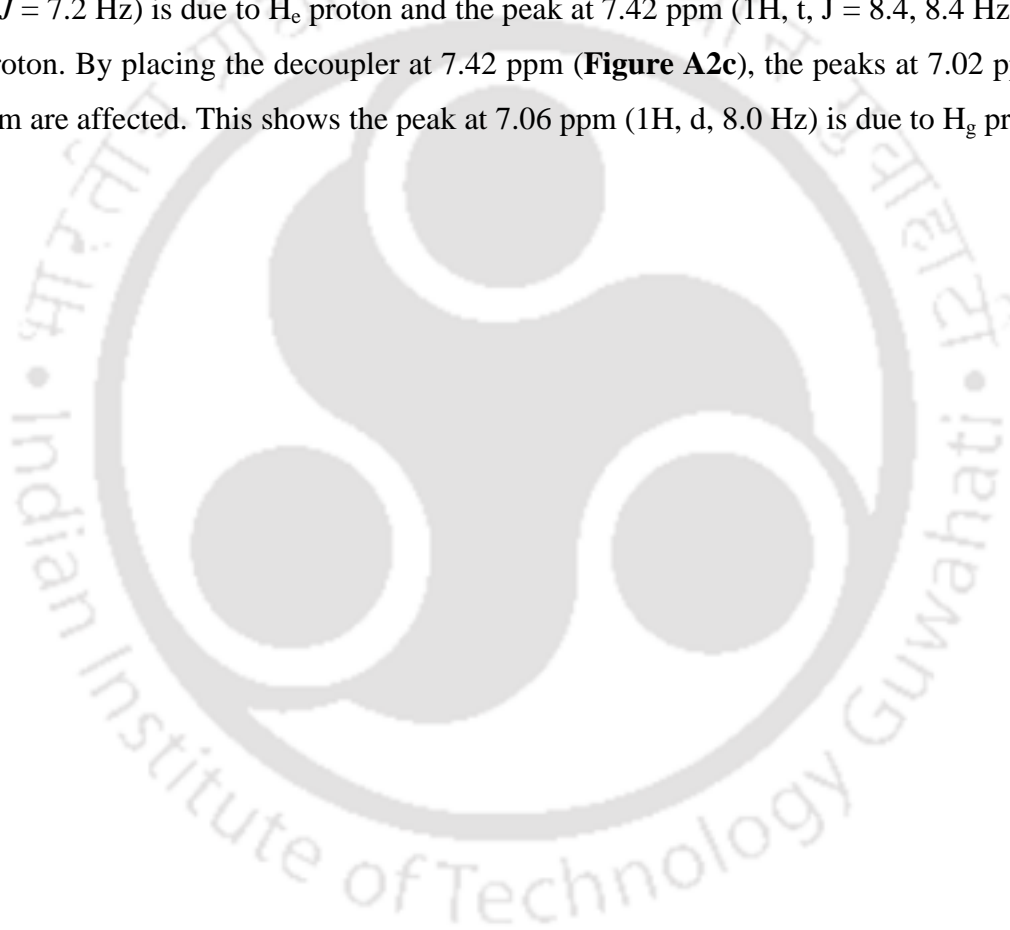 J = 7.2 Hz) is due to Hₑ proton and the peak at 7.42 ppm (1H, t, J = 8.4, 8.4 Hz
roton. By placing the decoupler at 7.42 ppm (Figure A2c), the peaks at 7.02 p
m are affected. This shows the peak at 7.06 ppm (1H, d, 8.0 Hz) is due to Hg pr
भारतीय
Indian Institute of Technology Guwahati